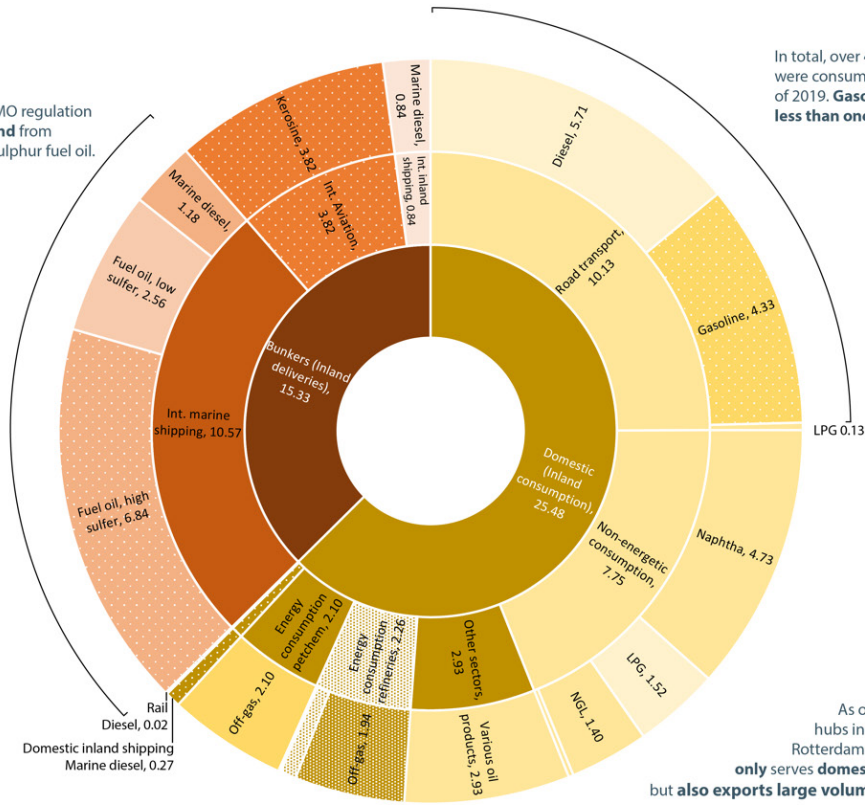 MO regulation
nd from
ulphur fuel oil.
In total, over
were consum
of 2019. Gaso
less than one
Marine diesel,
0.84
Int. inland
shipping, 0.84
Kerosine, 3.82
Int. Aviation,
3.82
Marine diesel,
1.18
Fuel oil, low
sulfer, 2.56
Fuel oil, high
sulfer, 6.84
Int. marine
shipping, 10.57
Bunkers (Inland
deliveries),
15.33
Diesel, 5.71
Road transport,
10.13
Gasoline, 4.33
LPG 0.13
Domestic
(Inland
consumption),
25.48
Non-energetic
consumption,
7.75
Naphtha, 4.73
LPG, 1.52
NGL, 1.40
Other sectors,
2.93
Various oil
products, 2.93
Energy
consumption
refineries, 2.26
Off-gas, 1.94
Energy
consumption
petchem, 2.10
Off-gas, 2.10
Rail
Diesel, 0.02
Domestic inland shipping
Marine diesel, 0.27
As o
hubs in
Rotterdam
only serves domes
but also exports large volun